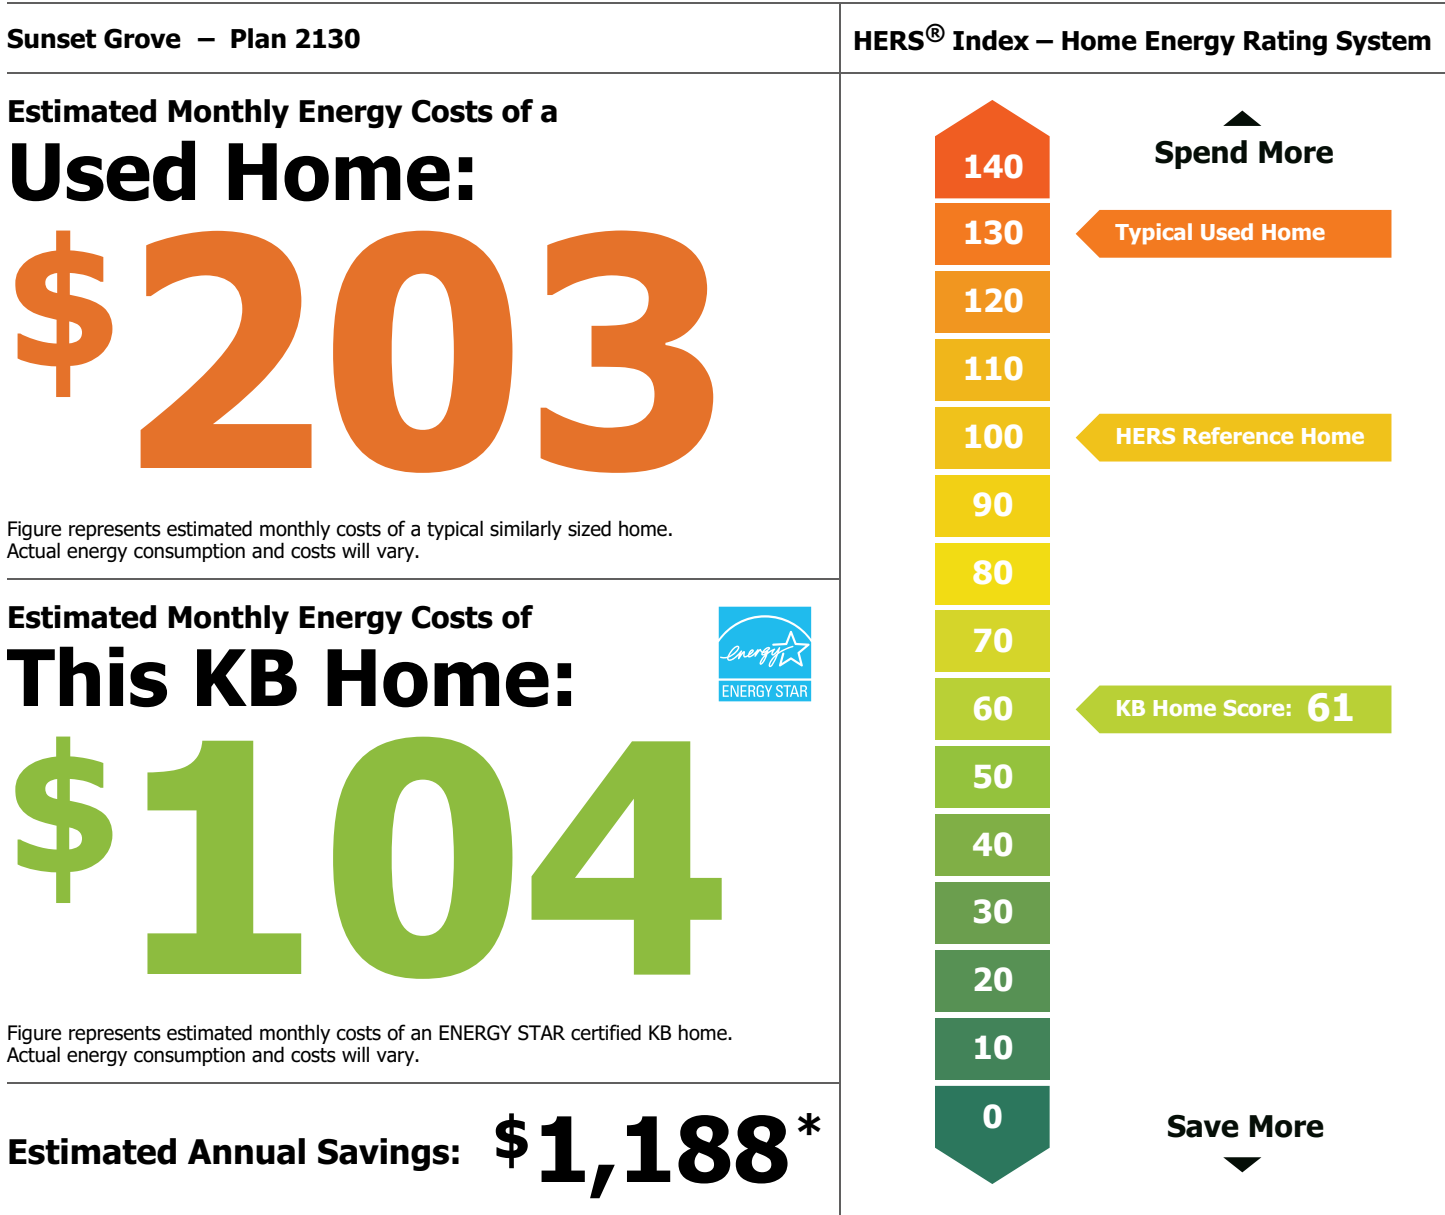 Sunset Grove – Plan 2130
Estimated Monthly Energy Costs of a
Used Home:
$203
Figure represents estimated monthly costs of a typical similarly sized home.
Actual energy consumption and costs will vary.
Estimated Monthly Energy Costs of
This KB Home:
energy
ENERGY STAR
$104
Figure represents estimated monthly costs of an ENERGY STAR certified KB home.
Actual energy consumption and costs will vary.
Estimated Annual Savings: $1,188*
HERS® Index – Home Energy Rating System
Spend More
140
130 Typical Used Home
120
110
100 HERS Reference Home
90
80
70
60 KB Home Score: 61
50
40
30
20
10
0
Save More